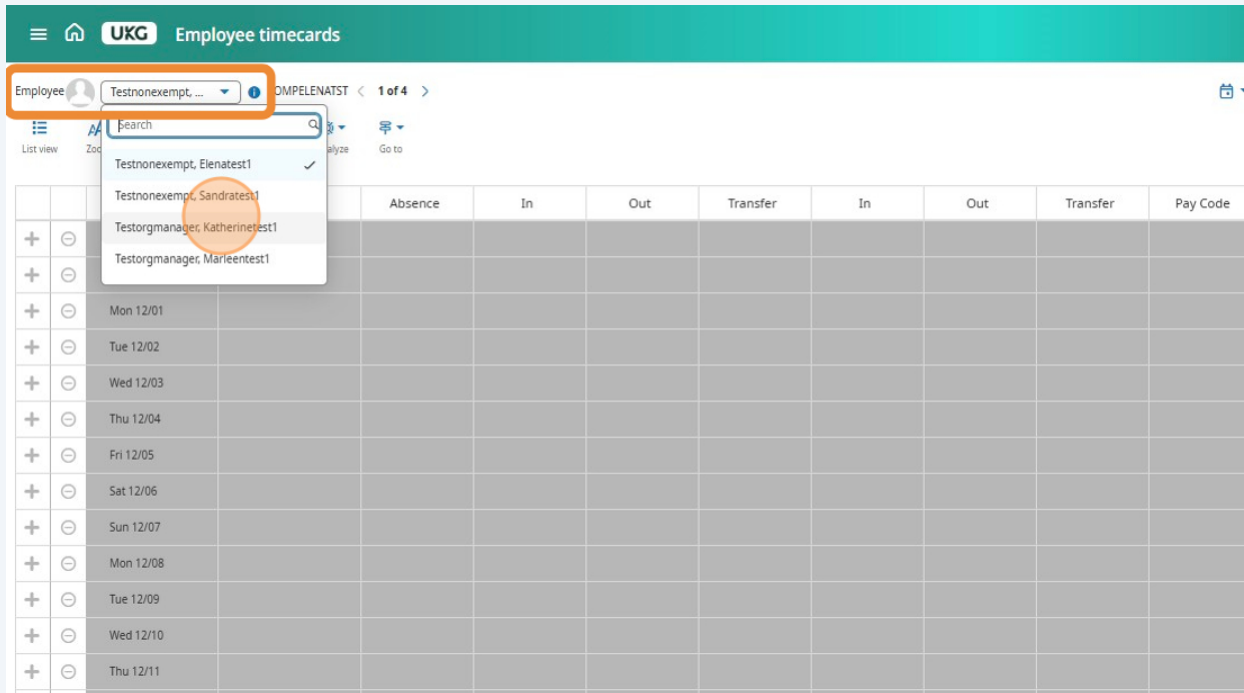 UKG Employee timecards
Employee Testnonexempt, ... OMPELENATST 1 of 4
Search
List view alyze Go to
Testnonexempt, Elenatest1
Testnonexempt, Sandratest1
Testorgmanager, Katherinetest1
Testorgmanager, Marleentest1
Absence In Out Transfer In Out Transfer Pay Code
Mon 12/01
Tue 12/02
Wed 12/03
Thu 12/04
Fri 12/05
Sat 12/06
Sun 12/07
Mon 12/08
Tue 12/09
Wed 12/10
Thu 12/11